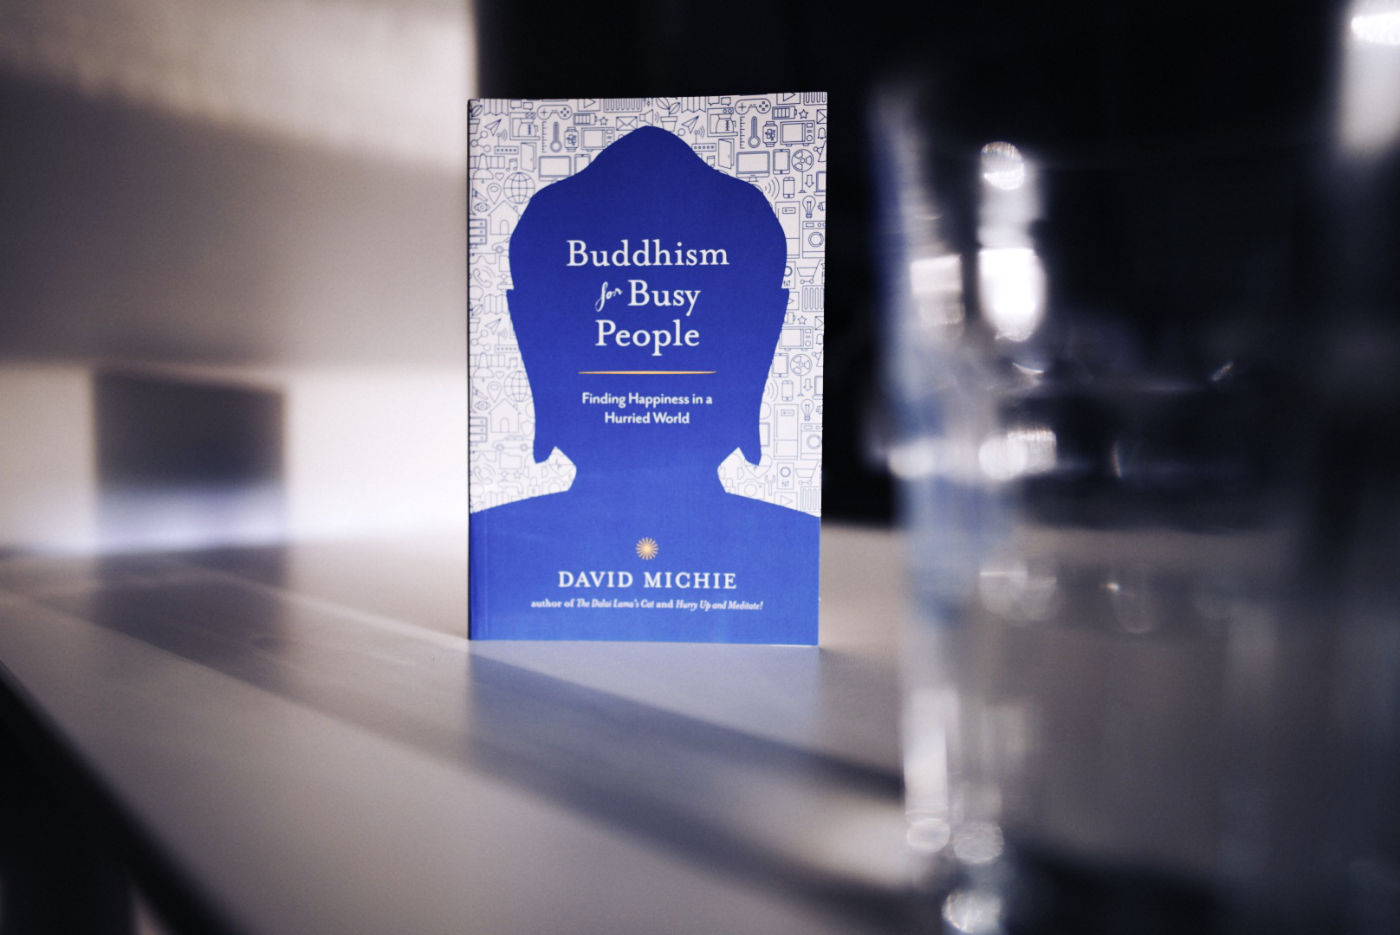 Buddhism
for Busy
People
Finding Happiness in a
Hurried World
DAVID MICHIE
author of The Dalai Lama's Cat and Hurry Up and Meditate!